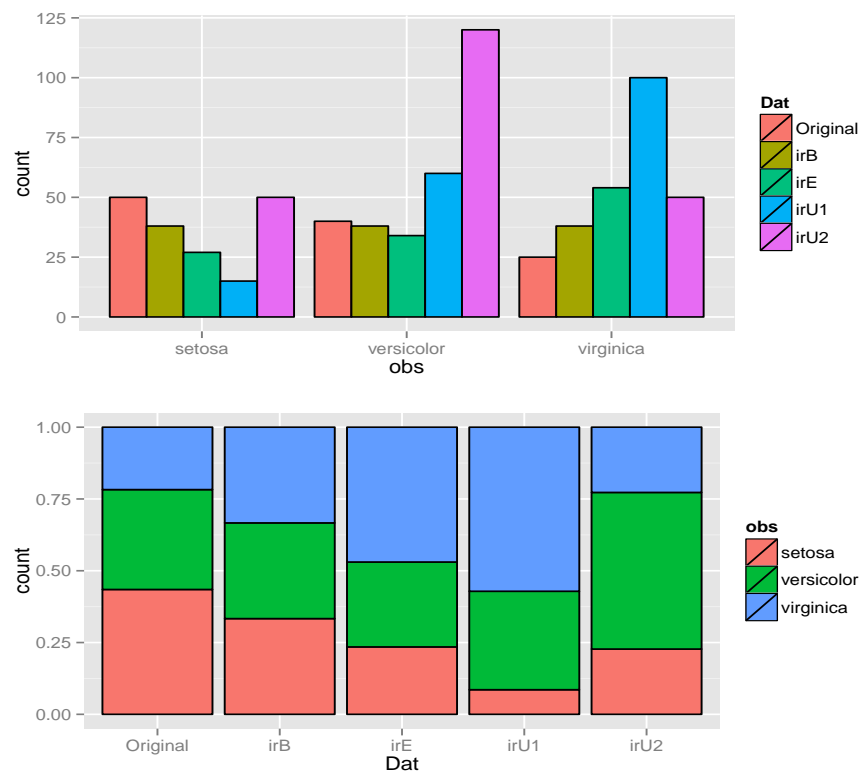 125
100
75
50
25
0
count
setosa
versicolor
virginica
obs
Dat
Original
irB
irE
irU1
irU2
1.00
0.75
0.50
0.25
0.00
count
Original
irB
irE
irU1
irU2
Dat
obs
setosa
versicolor
virginica